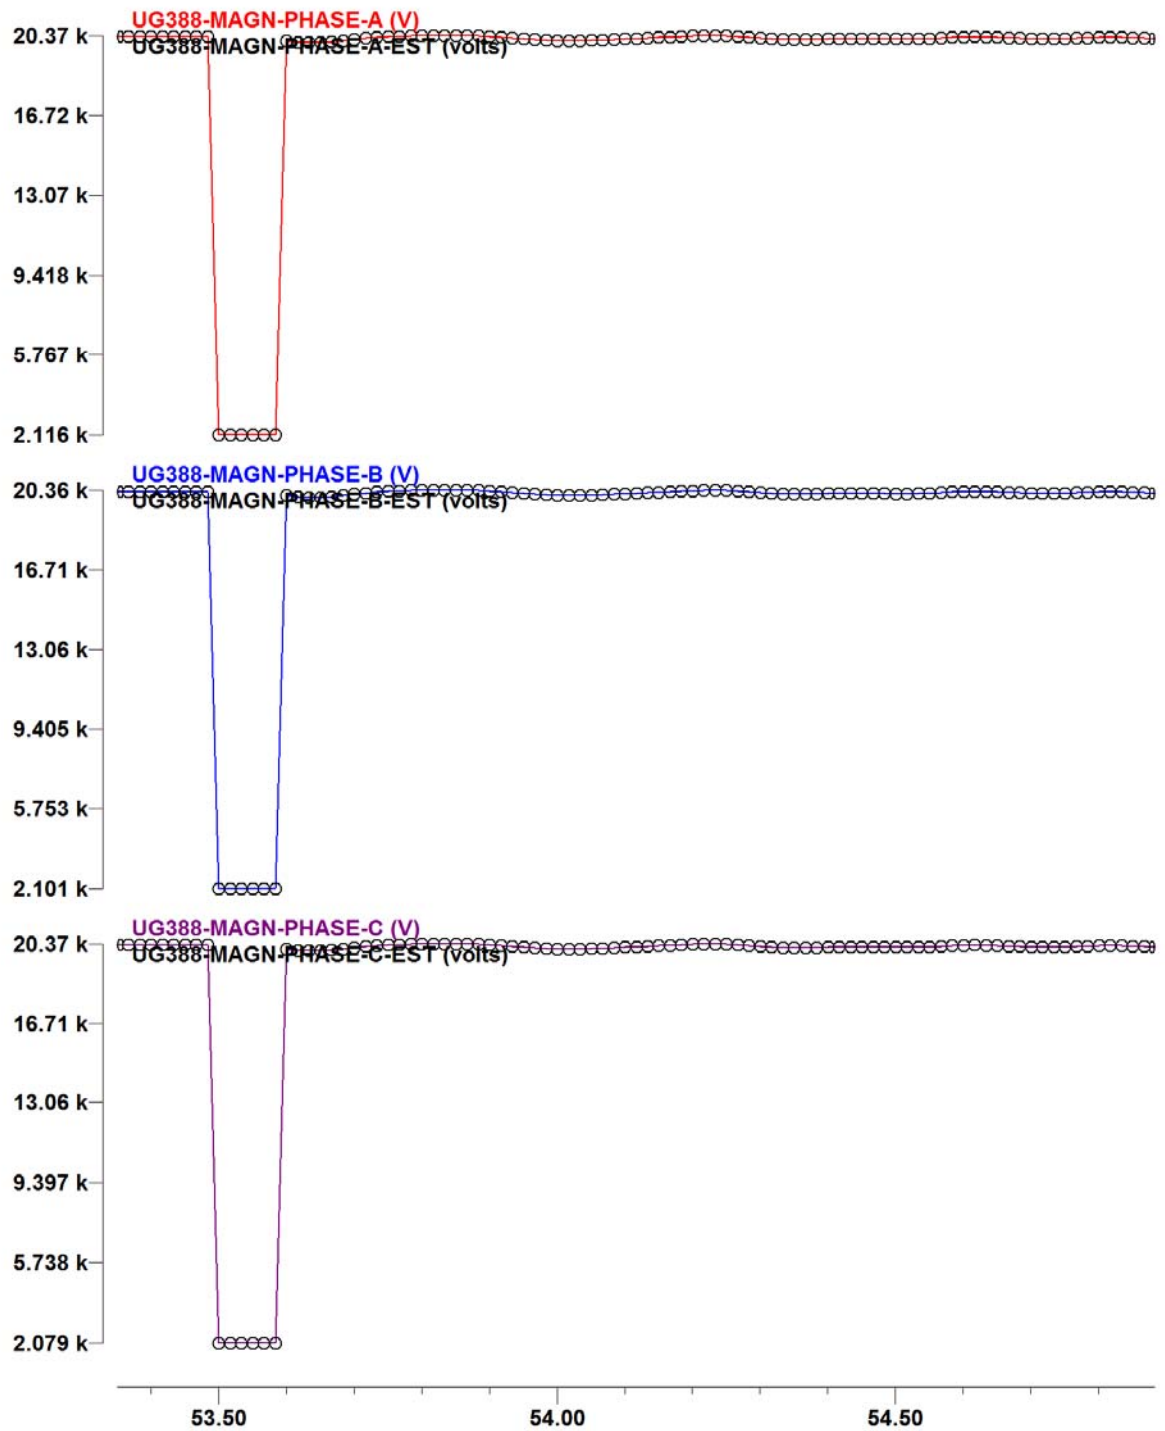 UG388-MAGN-PHASE-A (V)
20.37 k
UG388-MAGN-PHASE-A-EST (volts)
16.72 k
13.07 k
9.418 k
5.767 k
2.116 k
UG388-MAGN-PHASE-B (V)
20.36 k
UG388-MAGN-PHASE-B-EST (volts)
16.71 k
13.06 k
9.405 k
5.753 k
2.101 k
UG388-MAGN-PHASE-C (V)
20.37 k
UG388-MAGN-PHASE-C-EST (volts)
16.71 k
13.06 k
9.397 k
5.738 k
2.079 k
53.50 54.00 54.50